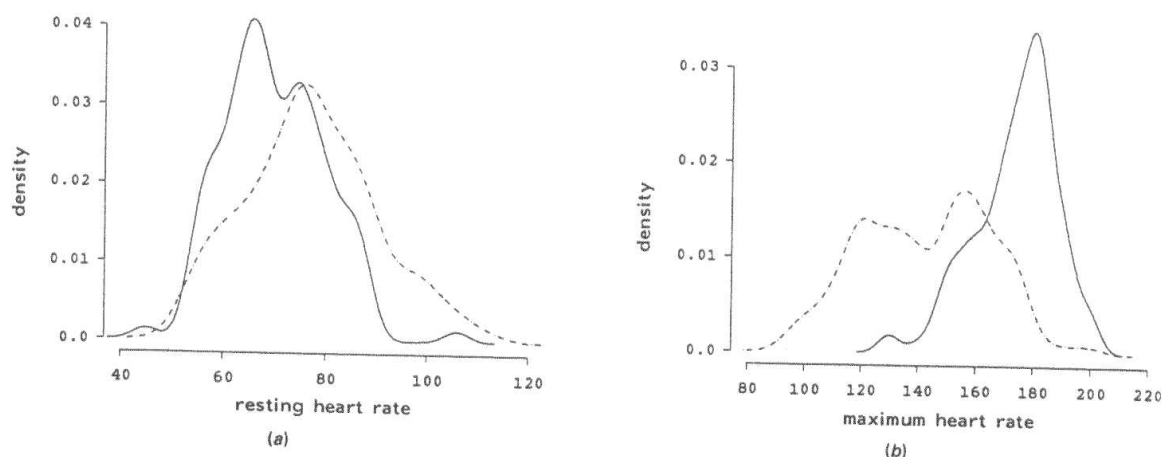 0.04
0.03
0.02
0.01
0.0
density
40 60 80 100 120
resting heart rate
(a)
0.03
0.02
0.01
0.0
density
80 100 120 140 160 180 200 220
maximum heart rate
(b)